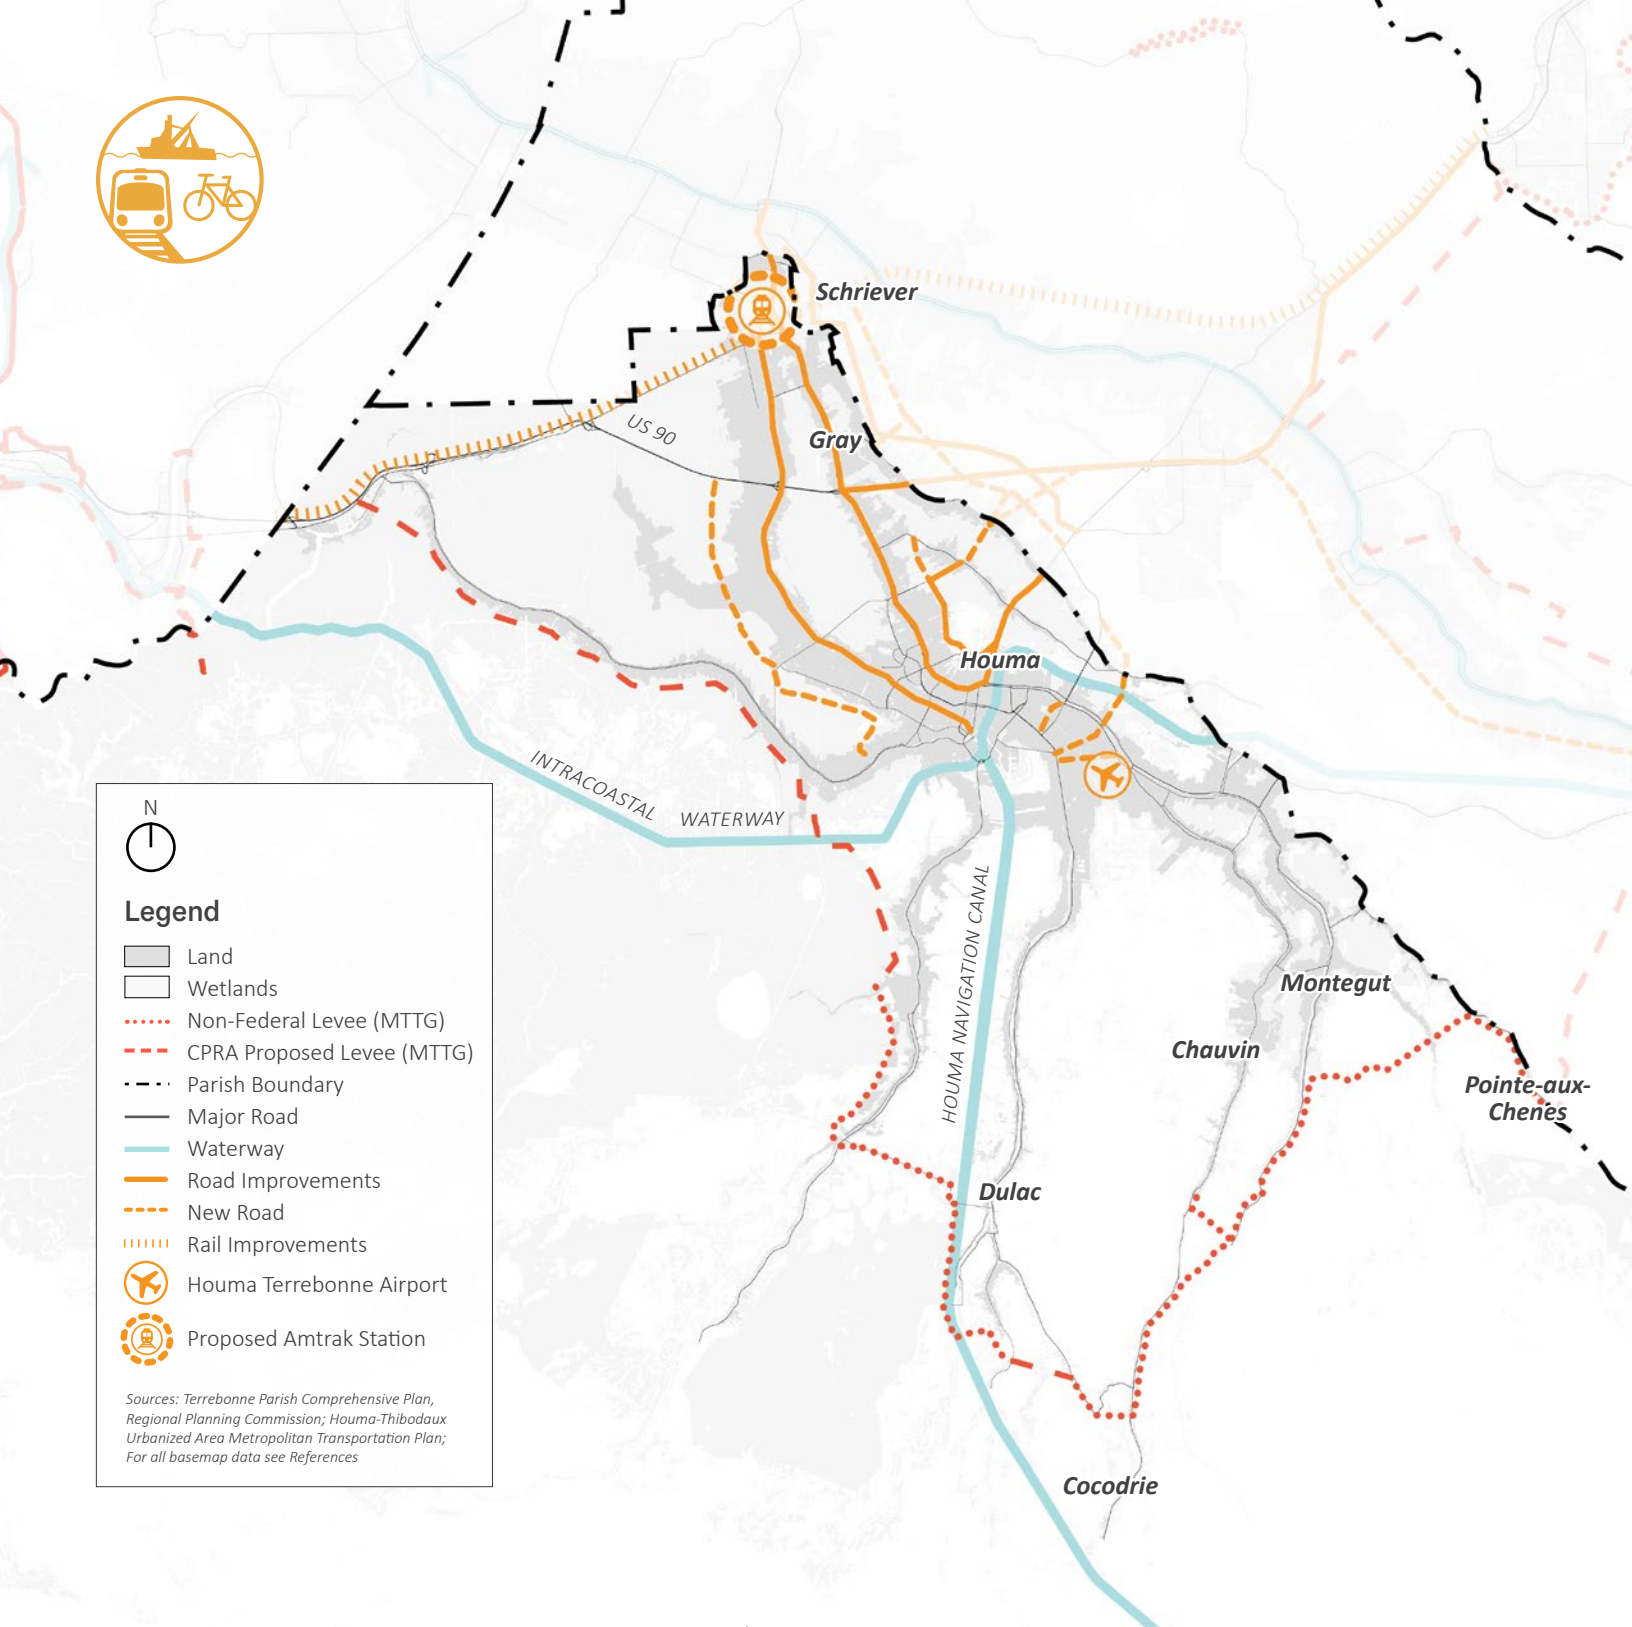 Schriever
US 90
Gray
Houma
INTRACOASTAL WATERWAY
HOUMA NAVIGATION CANAL
Montegut
Chauvin
Pointe-aux-
Chenes
Dulac
Cocodrie
N
Legend
Land
Wetlands
Non-Federal Levee (MTTG)
CPRA Proposed Levee (MTTG)
Parish Boundary
Major Road
Waterway
Road Improvements
New Road
Rail Improvements
Houma Terrebonne Airport
Proposed Amtrak Station
Sources: Terrebonne Parish Comprehensive Plan,
Regional Planning Commission; Houma-Thibodaux
Urbanized Area Metropolitan Transportation Plan;
For all basemap data see References